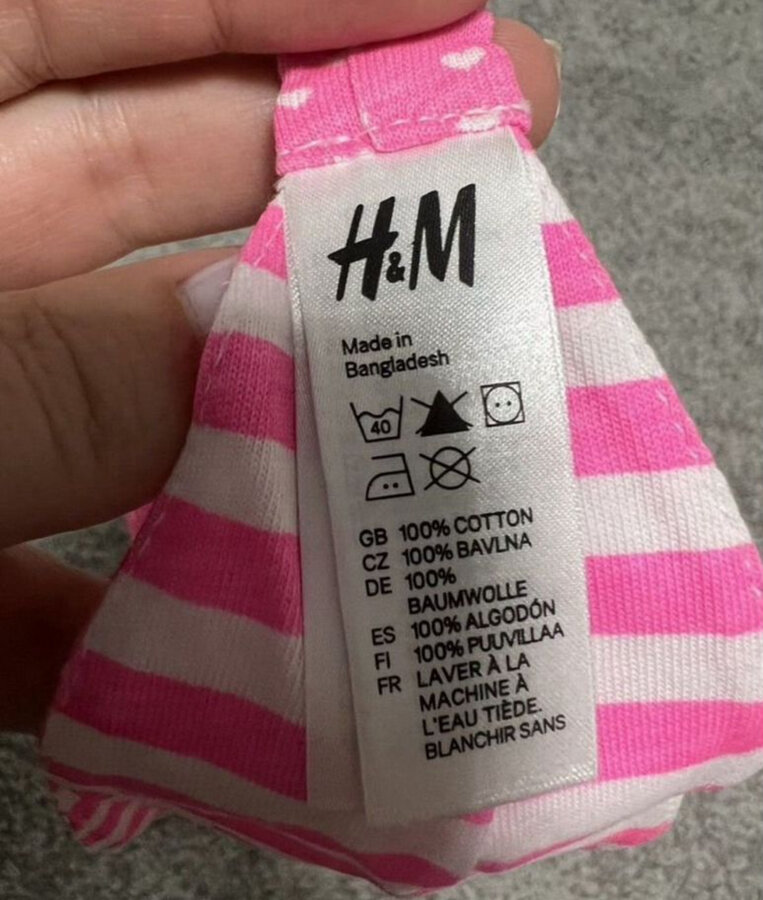 H&M
Made in
Bangladesh
40
GB 100% COTTON
CZ 100% BAVLNA
DE 100%
BAUMWOLLE
ES 100% ALGODÓN
FI 100% PUUVILLAA
FR LAVER À LA
MACHINE À
L'EAU TIÈDE.
BLANCHIR SANS